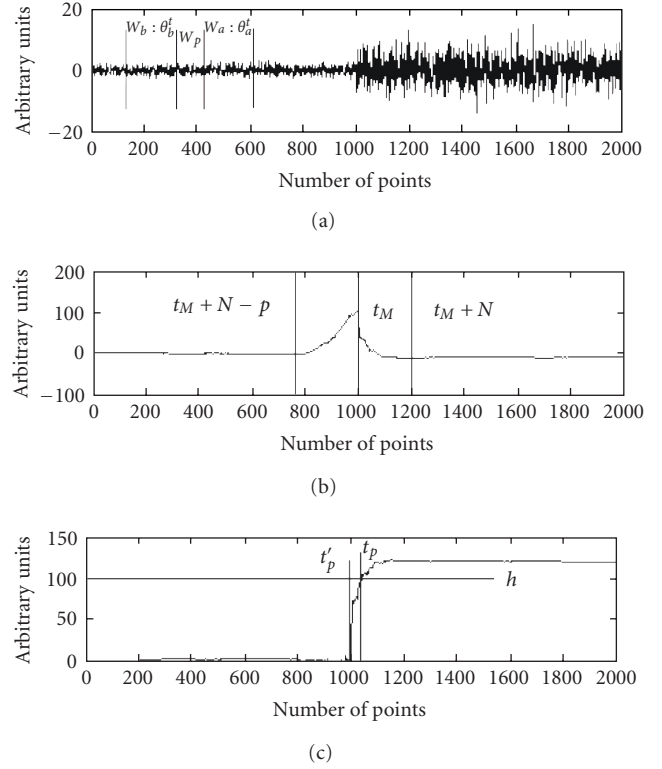 20
0
−20
Arbitrary units
W_b : θ_b^t W_p W_a : θ_a^t
0 200 400 600 800 1000 1200 1400 1600 1800 2000
Number of points
(a)
200
100
0
−100
Arbitrary units
t_M + N − p t_M t_M + N
0 200 400 600 800 1000 1200 1400 1600 1800 2000
Number of points
(b)
150
100
50
0
Arbitrary units
t'_p t_p
h
0 200 400 600 800 1000 1200 1400 1600 1800 2000
Number of points
(c)